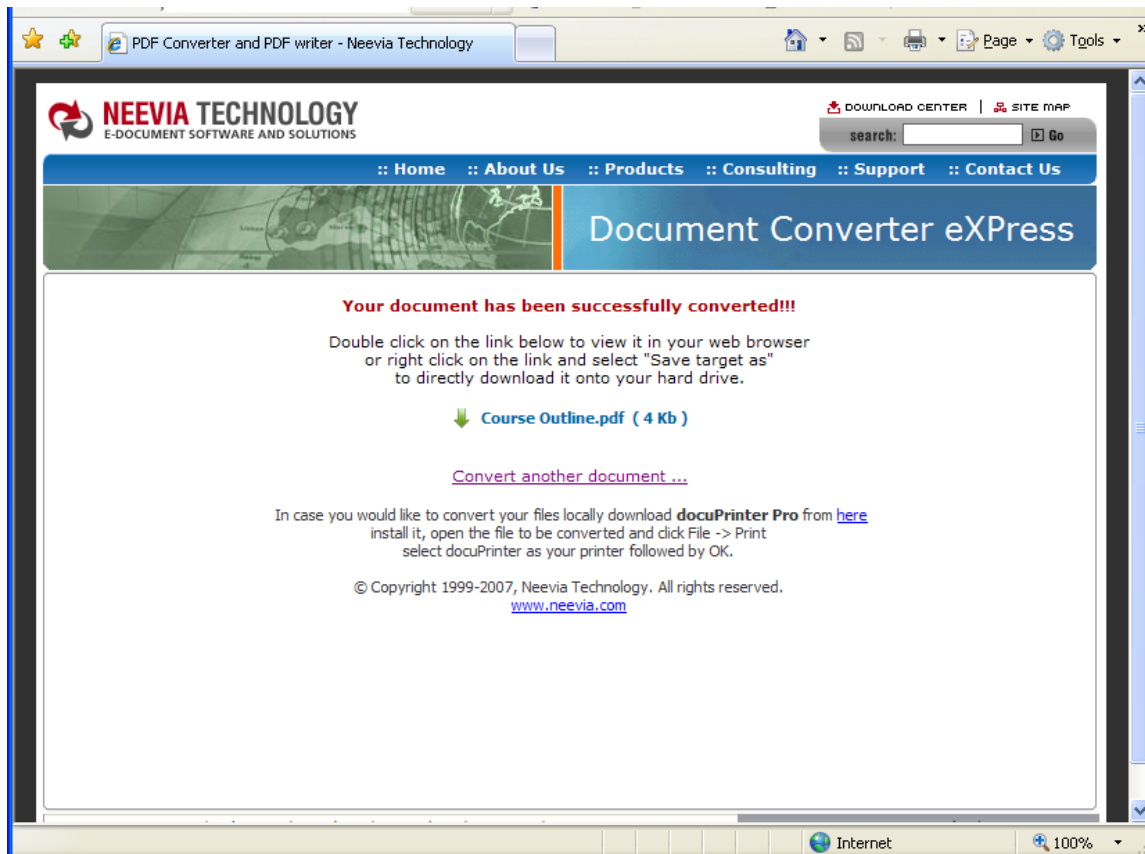 PDF Converter and PDF writer - Neevia Technology
Page
Tools
»
NEEVIA TECHNOLOGY
E-DOCUMENT SOFTWARE AND SOLUTIONS
DOWNLOAD CENTER | SITE MAP
search: Go
:: Home :: About Us :: Products :: Consulting :: Support :: Contact Us
Document Converter eXPress
Your document has been successfully converted!!!
Double click on the link below to view it in your web browser
or right click on the link and select "Save target as"
to directly download it onto your hard drive.
Course Outline.pdf ( 4 Kb )
Convert another document ...
In case you would like to convert your files locally download docuPrinter Pro from here
install it, open the file to be converted and click File -> Print
select docuPrinter as your printer followed by OK.
© Copyright 1999-2007, Neevia Technology. All rights reserved.
www.neevia.com
Internet
100%